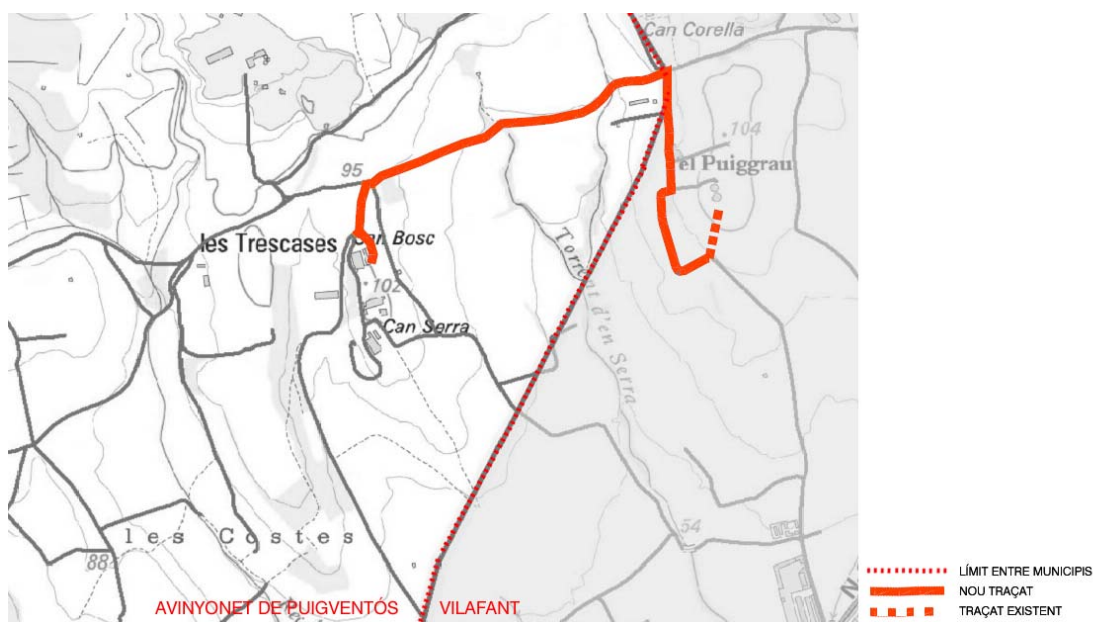 Can Corella
104
el Puiggrau
95
les Trescases
Can Bosc
102
Can Serra
Torrent d'en Serra
54
les Costes
88
N
AVINYONET DE PUIGVENTÓS
VILAFANT
LÍMIT ENTRE MUNICIPIS
NOU TRAÇAT
TRAÇAT EXISTENT